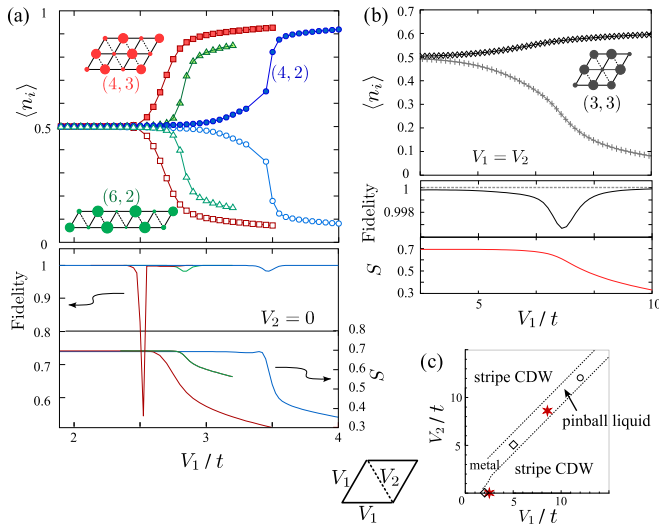 (a)
1
⟨n_i⟩
0.5
0
(4, 3)
(4, 2)
(6, 2)
Fidelity
1
0.9
0.8
0.7
0.6
V_2 = 0
0.8
0.7
0.6
0.5
0.4
0.3
S
2
3
4
V_1 / t
V_1
V_2
V_1
(b)
0.7
0.6
0.5
0.4
0.3
0.2
0.1
0
⟨n_i⟩
(3, 3)
V_1 = V_2
Fidelity
1
0.998
S
0.7
0.5
0.3
5
10
V_1 / t
(c)
V_2 / t
10
5
0
stripe CDW
pinball liquid
metal
stripe CDW
0
5
10
V_1 / t